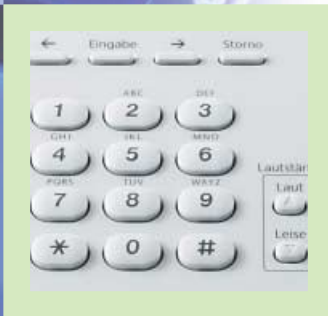 ← Eingabe → Storno
ABC DEF
1 2 3
GHI JKL MNO
4 5 6
PQRS TUV WXYZ
7 8 9
* 0 #
Lautstär
Laut
Leise